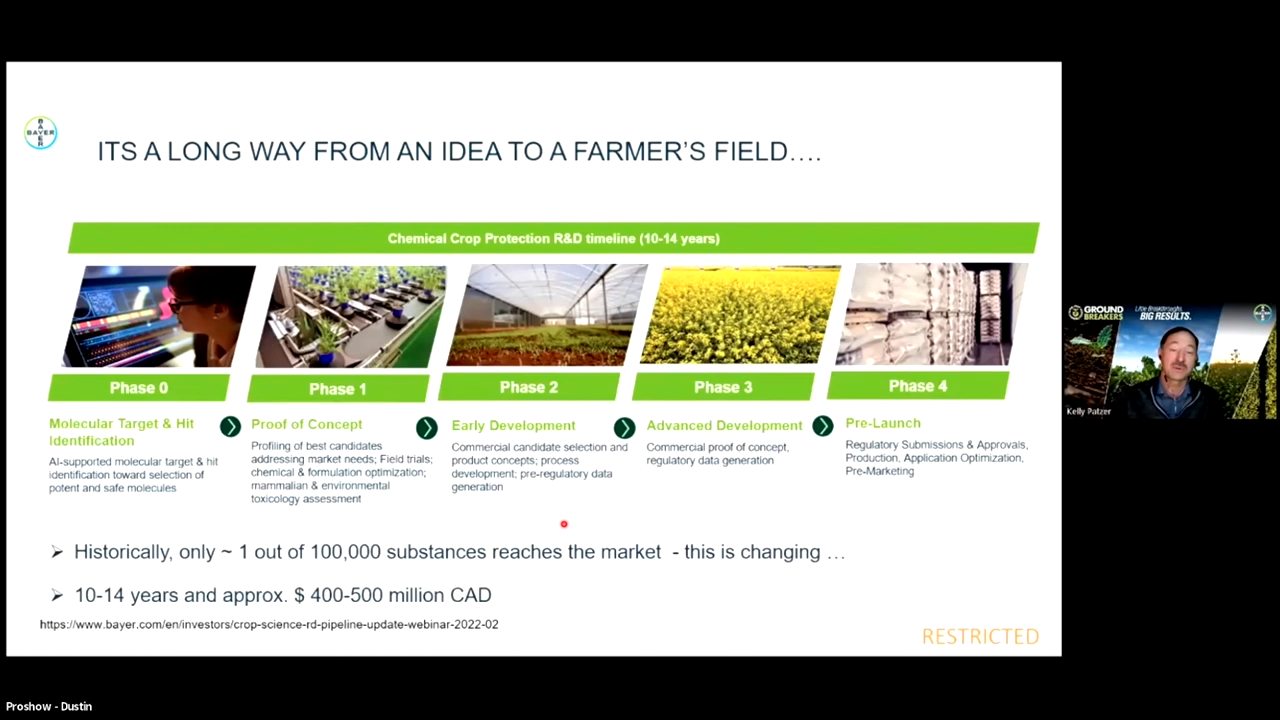 BAYER
BAYER
ITS A LONG WAY FROM AN IDEA TO A FARMER'S FIELD….
Chemical Crop Protection R&D timeline (10-14 years)
Phase 0
Phase 1
Phase 2
Phase 3
Phase 4
Molecular Target & Hit
Identification
AI-supported molecular target & hit
identification toward selection of
potent and safe molecules
Proof of Concept
Profiling of best candidates
addressing market needs; Field trials;
chemical & formulation optimization;
mammalian & environmental
toxicology assessment
Early Development
Commercial candidate selection and
product concepts; process
development; pre-regulatory data
generation
Advanced Development
Commercial proof of concept,
regulatory data generation
Pre-Launch
Regulatory Submissions & Approvals,
Production, Application Optimization,
Pre-Marketing
Historically, only ~ 1 out of 100,000 substances reaches the market - this is changing …
10-14 years and approx. $ 400-500 million CAD
https://www.bayer.com/en/investors/crop-science-rd-pipeline-update-webinar-2022-02
RESTRICTED
GROUND
BREAKERS
BIG RESULTS.
Kelly Patzer
Proshow - Dustin